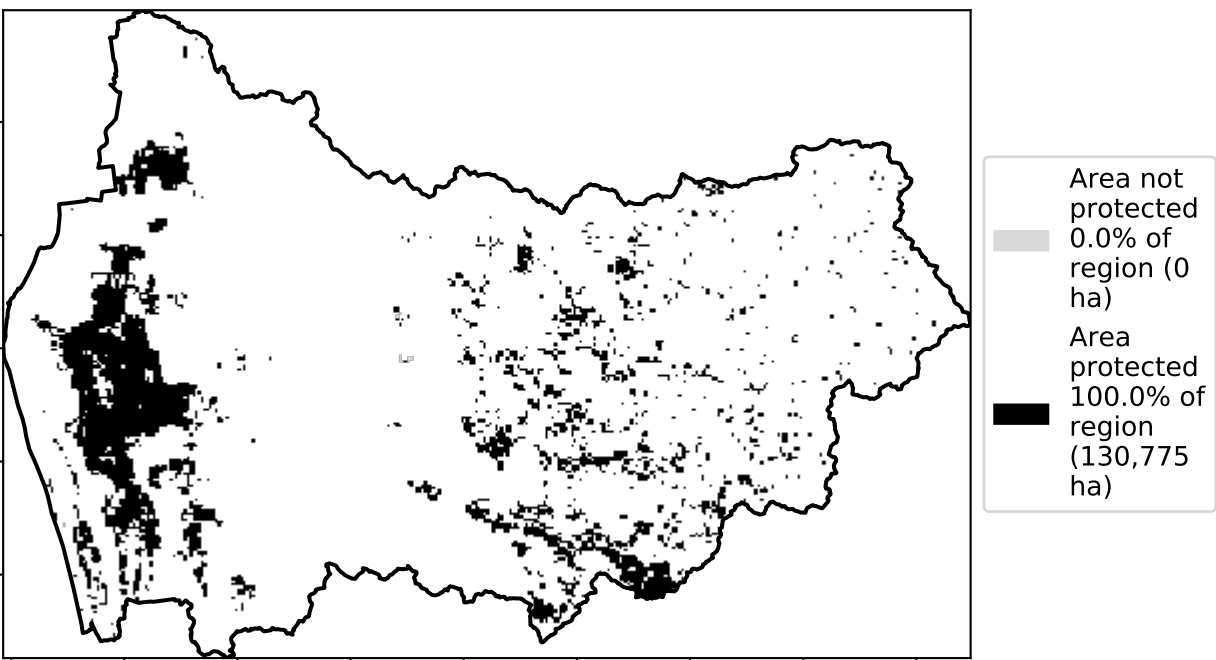 Area not
protected
0.0% of
region (0
ha)
Area
protected
100.0% of
region
(130,775
ha)